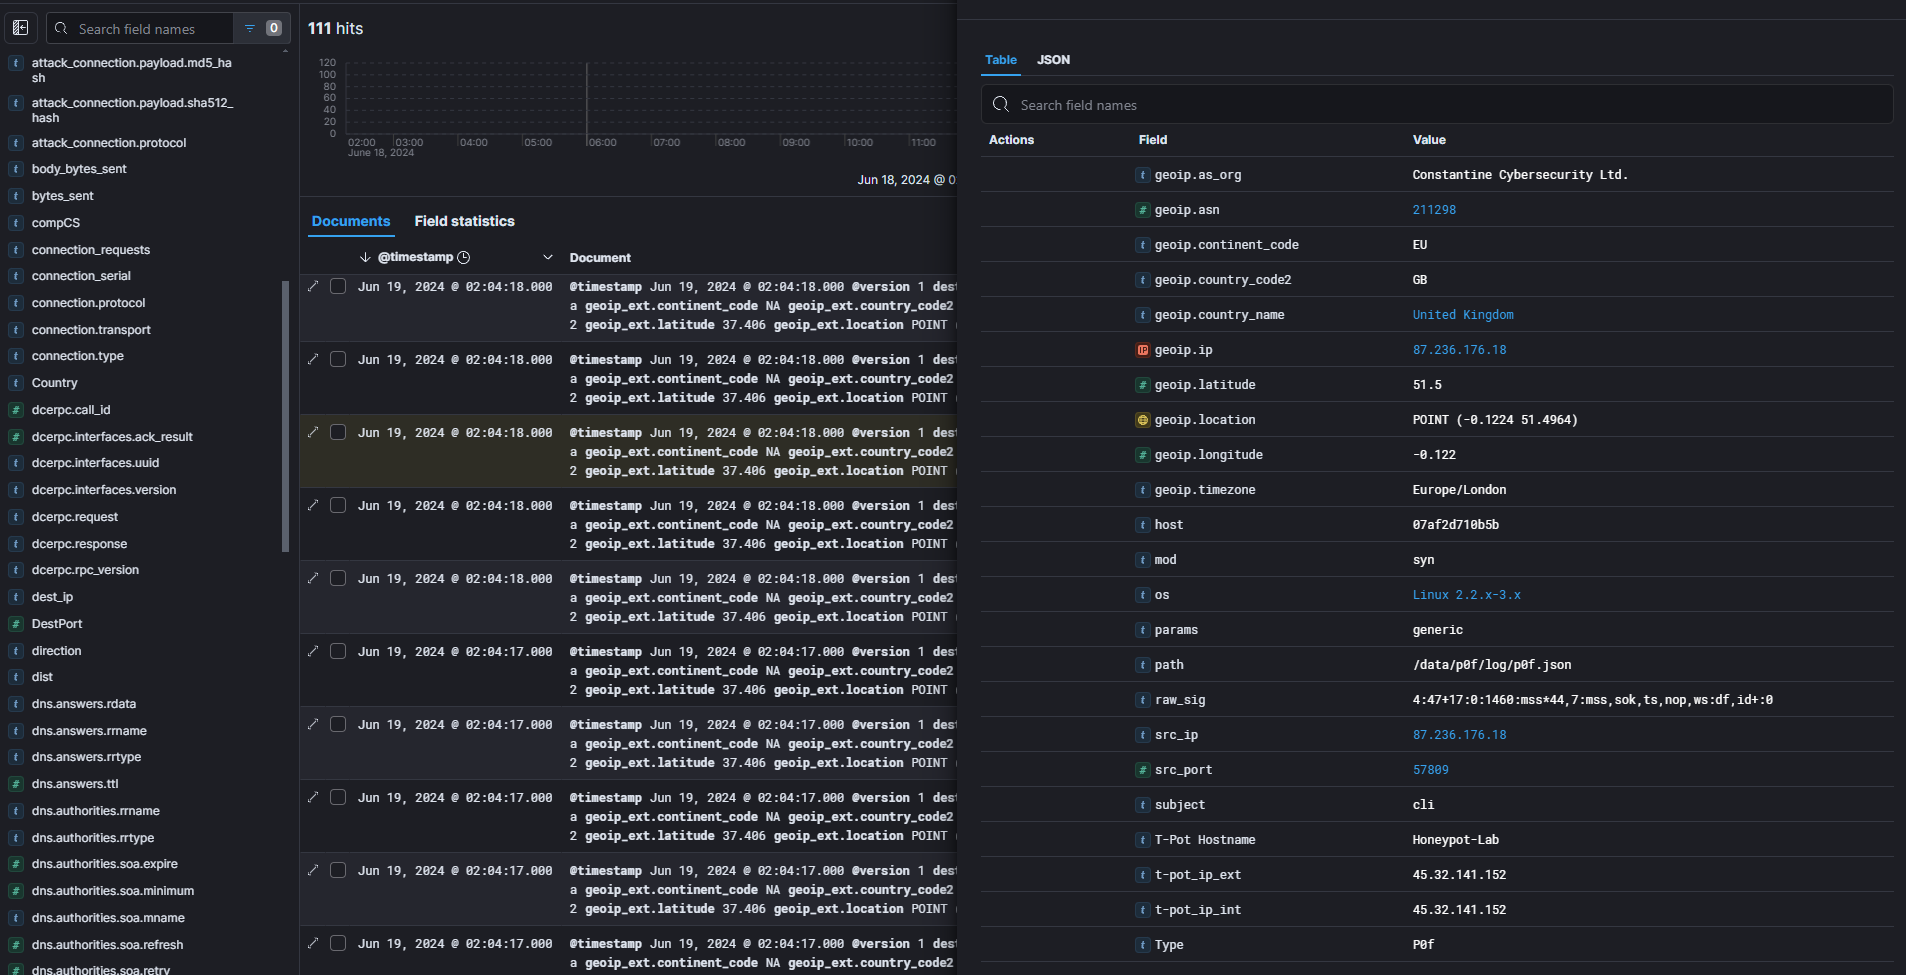 Search field names
0
attack_connection.payload.md5_ha
sh
attack_connection.payload.sha512_
hash
attack_connection.protocol
body_bytes_sent
bytes_sent
compCS
connection_requests
connection_serial
connection.protocol
connection.transport
connection.type
Country
dcerpc.call_id
dcerpc.interfaces.ack_result
dcerpc.interfaces.uuid
dcerpc.interfaces.version
dcerpc.request
dcerpc.response
dcerpc.rpc_version
dest_ip
DestPort
direction
dist
dns.answers.rdata
dns.answers.rrname
dns.answers.rrtype
dns.answers.ttl
dns.authorities.rrname
dns.authorities.rrtype
dns.authorities.soa.expire
dns.authorities.soa.minimum
dns.authorities.soa.mname
dns.authorities.soa.refresh
dns.authorities.soa.retry
111 hits
120
100
80
60
40
20
0
02:00 03:00 04:00 05:00 06:00 07:00 08:00 09:00 10:00 11:00
June 18, 2024
Jun 18, 2024 @ 0
Documents Field statistics
@timestamp Document
Jun 19, 2024 @ 02:04:18.000 @timestamp Jun 19, 2024 @ 02:04:18.000 @version 1 dest
a geoip_ext.continent_code NA geoip_ext.country_code2
2 geoip_ext.latitude 37.406 geoip_ext.location POINT
Jun 19, 2024 @ 02:04:18.000 @timestamp Jun 19, 2024 @ 02:04:18.000 @version 1 dest
a geoip_ext.continent_code NA geoip_ext.country_code2
2 geoip_ext.latitude 37.406 geoip_ext.location POINT
Jun 19, 2024 @ 02:04:18.000 @timestamp Jun 19, 2024 @ 02:04:18.000 @version 1 dest
a geoip_ext.continent_code NA geoip_ext.country_code2
2 geoip_ext.latitude 37.406 geoip_ext.location POINT
Jun 19, 2024 @ 02:04:18.000 @timestamp Jun 19, 2024 @ 02:04:18.000 @version 1 dest
a geoip_ext.continent_code NA geoip_ext.country_code2
2 geoip_ext.latitude 37.406 geoip_ext.location POINT
Jun 19, 2024 @ 02:04:18.000 @timestamp Jun 19, 2024 @ 02:04:18.000 @version 1 dest
a geoip_ext.continent_code NA geoip_ext.country_code2
2 geoip_ext.latitude 37.406 geoip_ext.location POINT
Jun 19, 2024 @ 02:04:17.000 @timestamp Jun 19, 2024 @ 02:04:17.000 @version 1 dest
a geoip_ext.continent_code NA geoip_ext.country_code2
2 geoip_ext.latitude 37.406 geoip_ext.location POINT
Jun 19, 2024 @ 02:04:17.000 @timestamp Jun 19, 2024 @ 02:04:17.000 @version 1 dest
a geoip_ext.continent_code NA geoip_ext.country_code2
2 geoip_ext.latitude 37.406 geoip_ext.location POINT
Jun 19, 2024 @ 02:04:17.000 @timestamp Jun 19, 2024 @ 02:04:17.000 @version 1 dest
a geoip_ext.continent_code NA geoip_ext.country_code2
2 geoip_ext.latitude 37.406 geoip_ext.location POINT
Jun 19, 2024 @ 02:04:17.000 @timestamp Jun 19, 2024 @ 02:04:17.000 @version 1 dest
a geoip_ext.continent_code NA geoip_ext.country_code2
2 geoip_ext.latitude 37.406 geoip_ext.location POINT
Jun 19, 2024 @ 02:04:17.000 @timestamp Jun 19, 2024 @ 02:04:17.000 @version 1 dest
a geoip_ext.continent_code NA geoip_ext.country_code2
Table JSON
Search field names
Actions Field Value
geoip.as_org Constantine Cybersecurity Ltd.
geoip.asn 211298
geoip.continent_code EU
geoip.country_code2 GB
geoip.country_name United Kingdom
geoip.ip 87.236.176.18
geoip.latitude 51.5
geoip.location POINT (-0.1224 51.4964)
geoip.longitude -0.122
geoip.timezone Europe/London
host 07af2d710b5b
mod syn
os Linux 2.2.x-3.x
params generic
path /data/p0f/log/p0f.json
raw_sig 4:47+17:0:1460:mss*44,7:mss,sok,ts,nop,ws:df,id+:0
src_ip 87.236.176.18
src_port 57809
subject cli
T-Pot Hostname Honeypot-Lab
t-pot_ip_ext 45.32.141.152
t-pot_ip_int 45.32.141.152
Type P0f